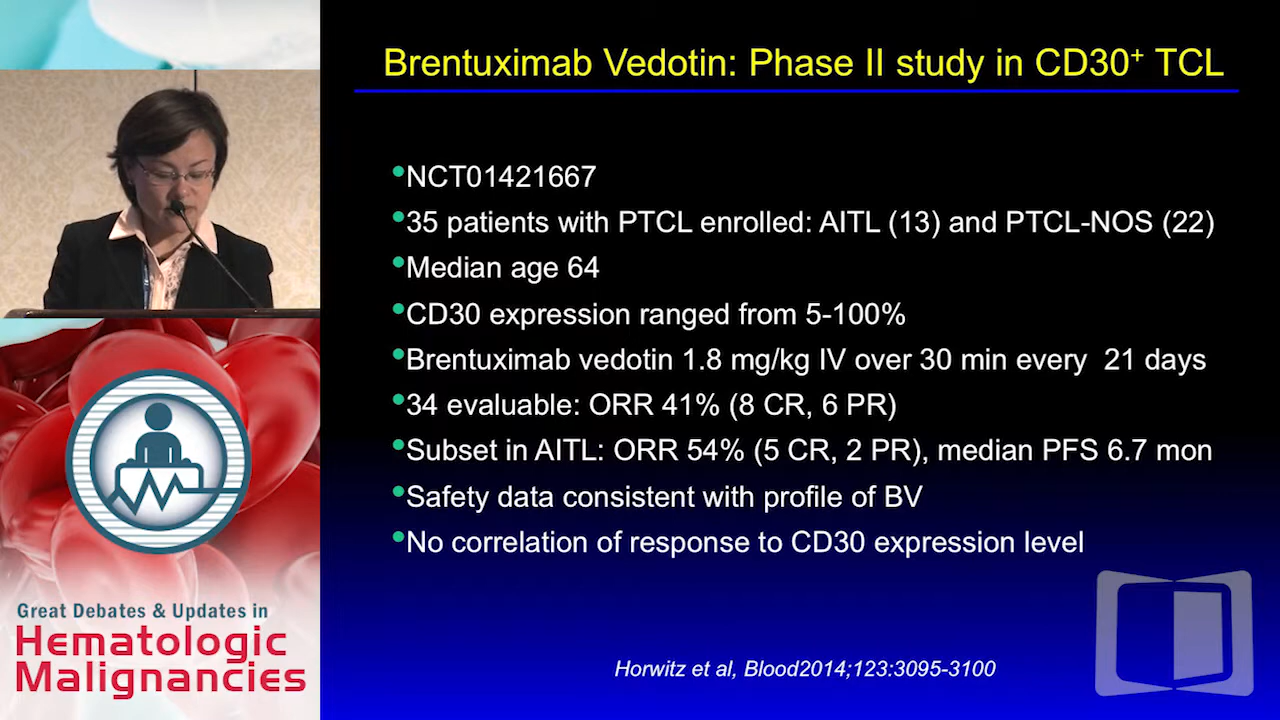 Brentuximab Vedotin: Phase II study in CD30⁺ TCL
•NCT01421667
•35 patients with PTCL enrolled: AITL (13) and PTCL-NOS (22)
•Median age 64
•CD30 expression ranged from 5-100%
•Brentuximab vedotin 1.8 mg/kg IV over 30 min every  21 days
•34 evaluable: ORR 41% (8 CR, 6 PR)
•Subset in AITL: ORR 54% (5 CR, 2 PR), median PFS 6.7 mon
•Safety data consistent with profile of BV
•No correlation of response to CD30 expression level
Horwitz et al, Blood2014;123:3095-3100
Great Debates & Updates in
Hematologic
Malignancies